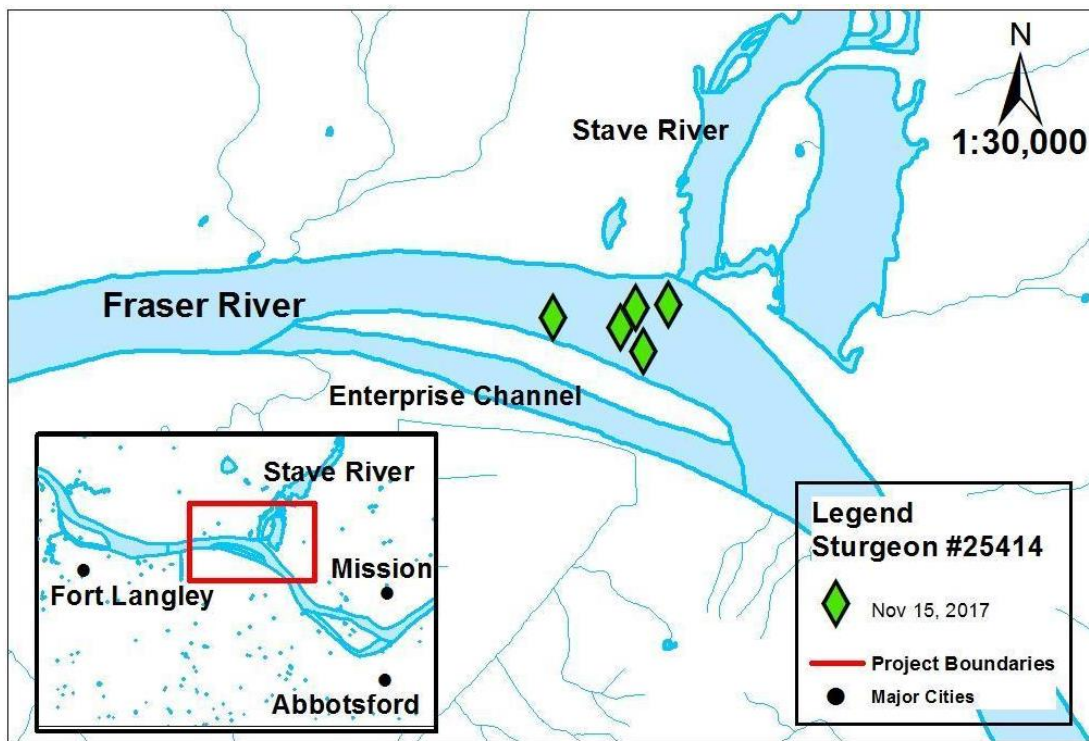 N
1:30,000
Stave River
Fraser River
Enterprise Channel
Stave River
Mission
Fort Langley
Abbotsford
Legend
Sturgeon #25414
Nov 15, 2017
Project Boundaries
Major Cities